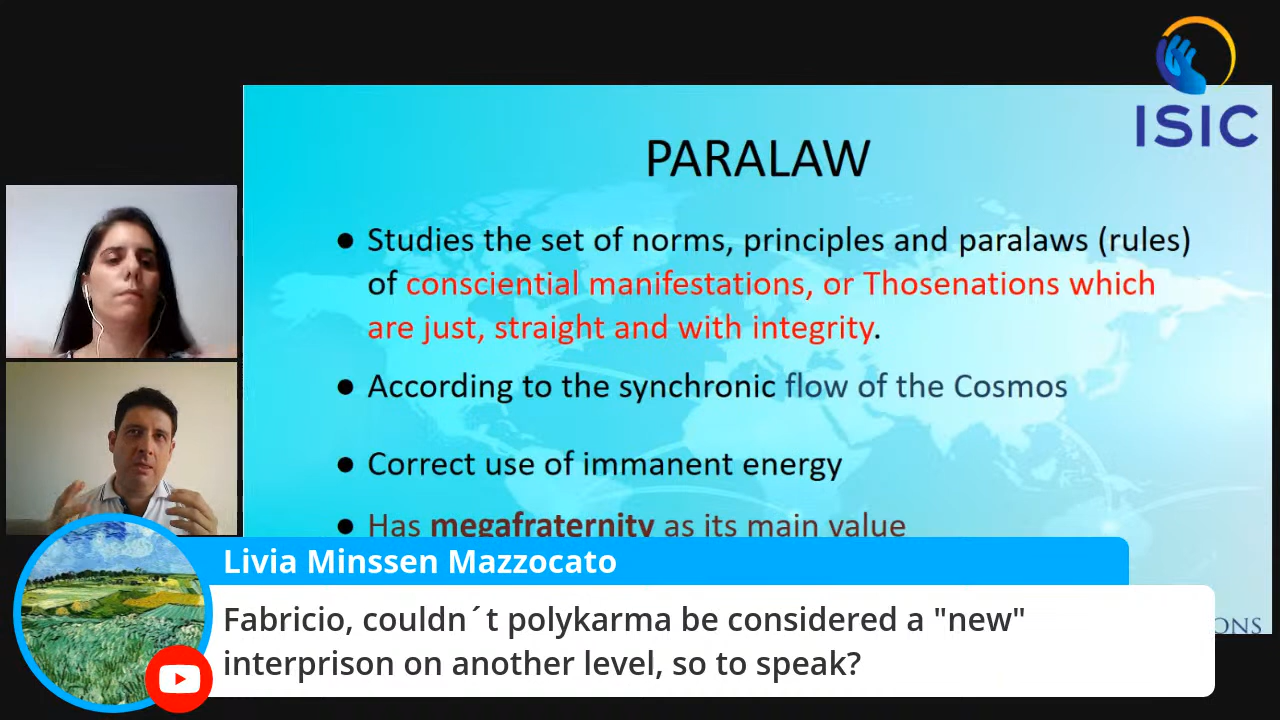 ISIC
PARALAW
● Studies the set of norms, principles and paralaws (rules)
of consciential manifestations, or Thosenations which
are just, straight and with integrity.
● According to the synchronic flow of the Cosmos
● Correct use of immanent energy
● Has megafraternity as its main value
ONS
Livia Minssen Mazzocato
Fabricio, couldn´t polykarma be considered a "new"
interprison on another level, so to speak?